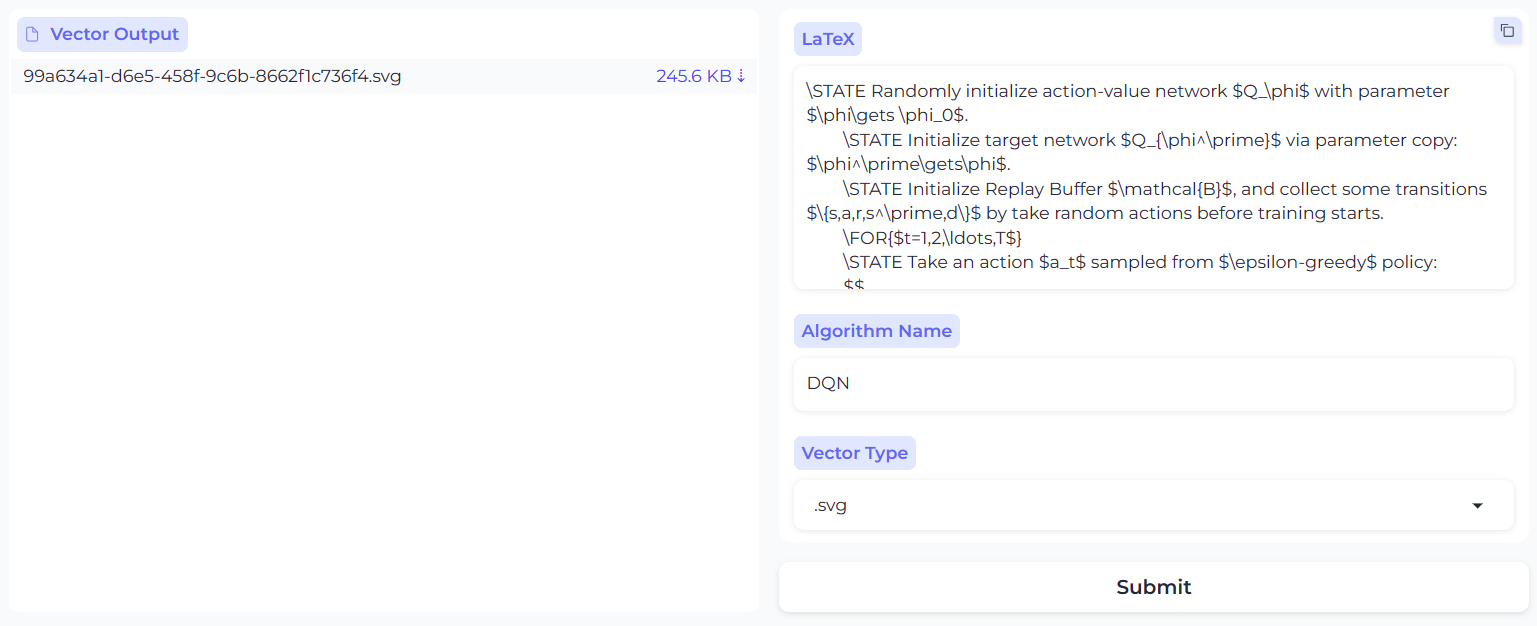 Vector Output
99a634a1-d6e5-458f-9c6b-8662f1c736f4.svg
245.6 KB ⇣
LaTeX
\STATE Randomly initialize action-value network $Q_\phi$ with parameter
$\phi\gets \phi_0$.
\STATE Initialize target network $Q_{\phi^\prime}$ via parameter copy:
$\phi^\prime\gets\phi$.
\STATE Initialize Replay Buffer $\mathcal{B}$, and collect some transitions
$\{s,a,r,s^\prime,d\}$ by take random actions before training starts.
\FOR{$t=1,2,\ldots,T$}
\STATE Take an action $a_t$ sampled from $\epsilon-greedy$ policy:
$$
Algorithm Name
DQN
Vector Type
.svg
Submit